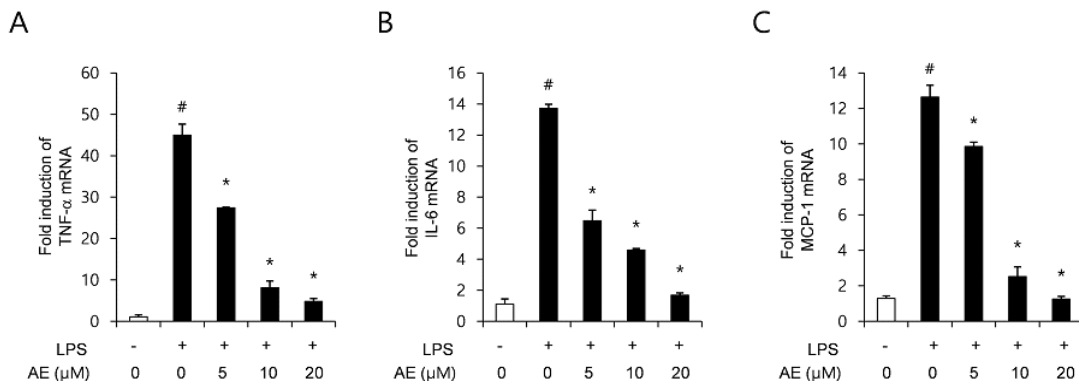 A
Fold induction of
TNF-α mRNA
60
50
40
30
20
10
0
#
*
*
*
LPS - + + + +
AE (μM) 0 0 5 10 20
B
Fold induction of
IL-6 mRNA
16
14
12
10
8
6
4
2
0
#
*
*
*
LPS - + + + +
AE (μM) 0 0 5 10 20
C
Fold induction of
MCP-1 mRNA
14
12
10
8
6
4
2
0
#
*
*
*
LPS - + + + +
AE (μM) 0 0 5 10 20